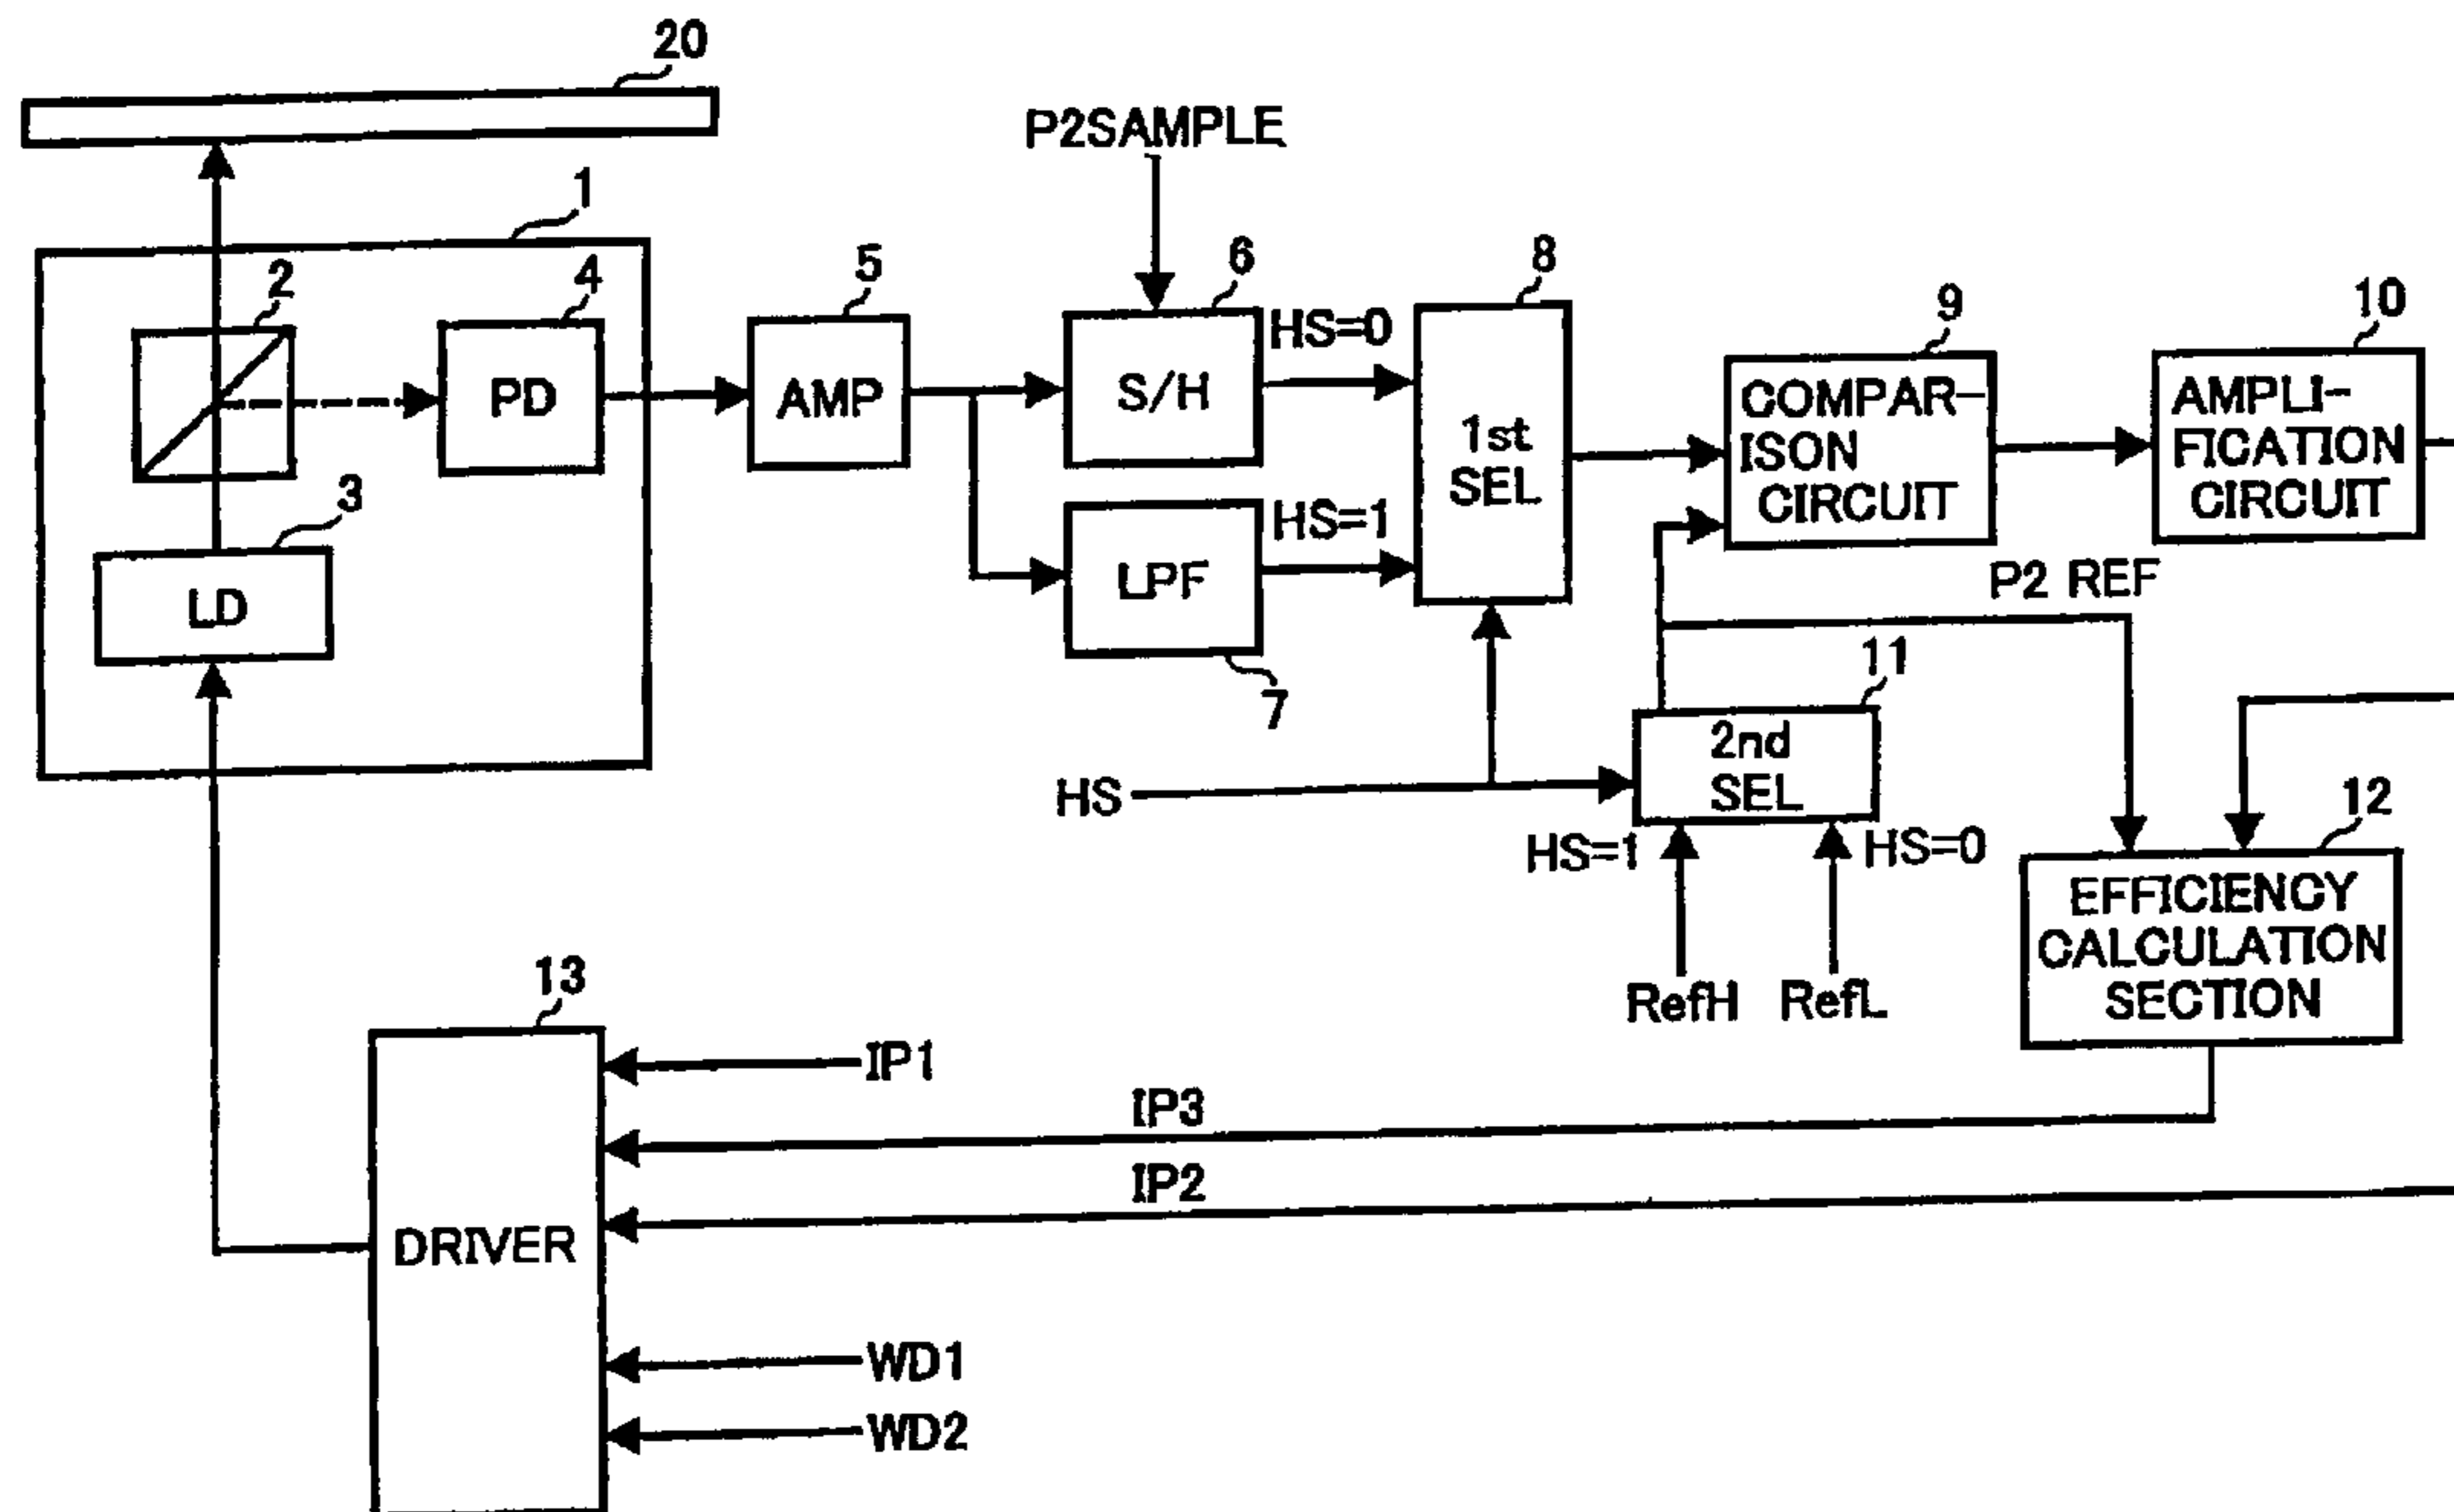 20
P2SAMPLE
1
2
4
5
6
8
9
10
HS=0
PD
AMP
S/H
1st
SEL
COMPAR-
ISON
CIRCUIT
AMPLI-
FICATION
CIRCUIT
3
HS=1
LD
LPF
7
P2 REF
11
2nd
SEL
HS
12
HS=1
HS=0
EFFICIENCY
CALCULATION
SECTION
RefH
RefL
13
IP1
IP3
IP2
DRIVER
WD1
WD2